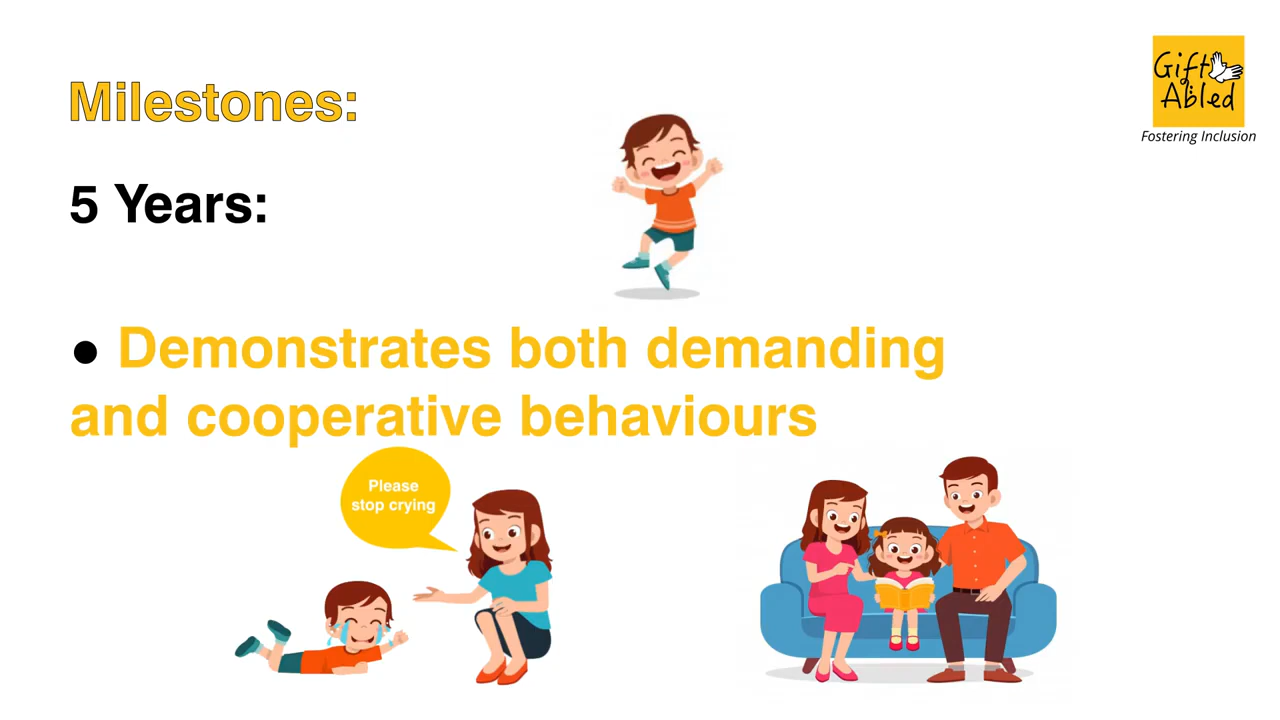 Gift
Abled
Fostering Inclusion
Milestones:
5 Years:
● Demonstrates both demanding
and cooperative behaviours
Please
stop crying